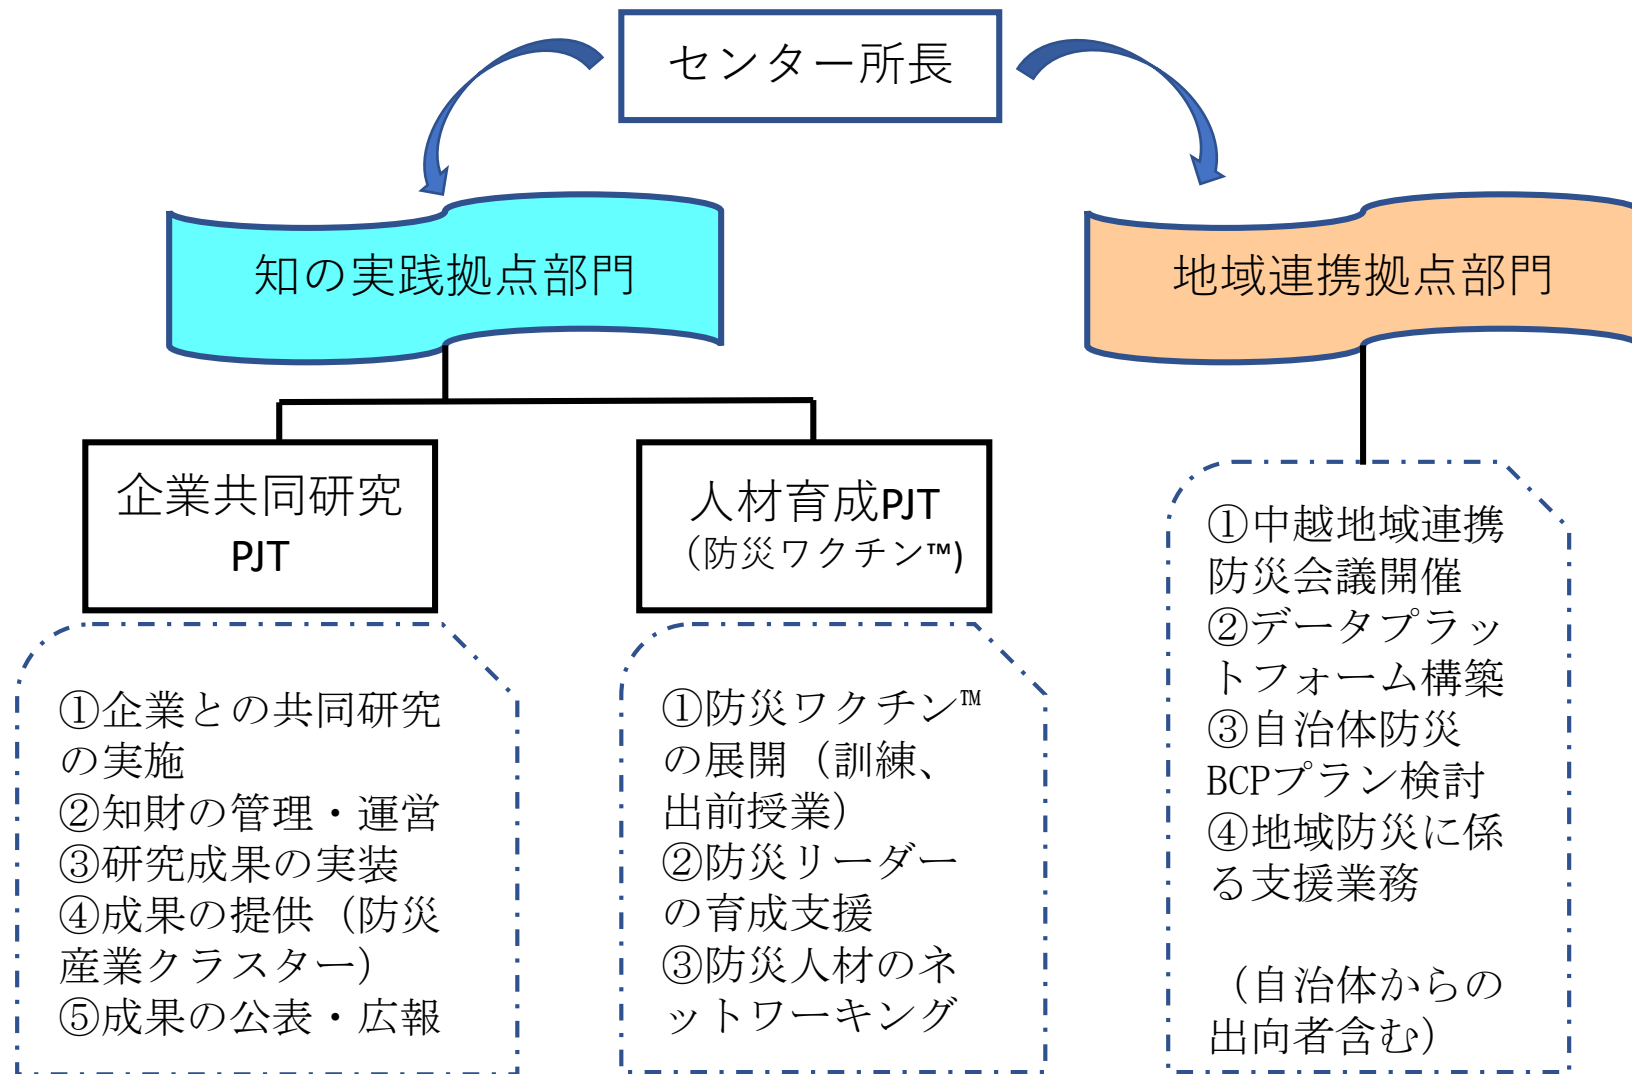 センター所長
知の実践拠点部門
地域連携拠点部門
企業共同研究
PJT
人材育成PJT
（防災ワクチン™)
①企業との共同研究
の実施
②知財の管理・運営
③研究成果の実装
④成果の提供（防災
産業クラスター）
⑤成果の公表・広報
①防災ワクチン™
の展開（訓練、
出前授業）
②防災リーダー
の育成支援
③防災人材のネ
ットワーキング
①中越地域連携
防災会議開催
②データプラッ
トフォーム構築
③自治体防災
BCPプラン検討
④地域防災に係
る支援業務
（自治体からの
出向者含む）